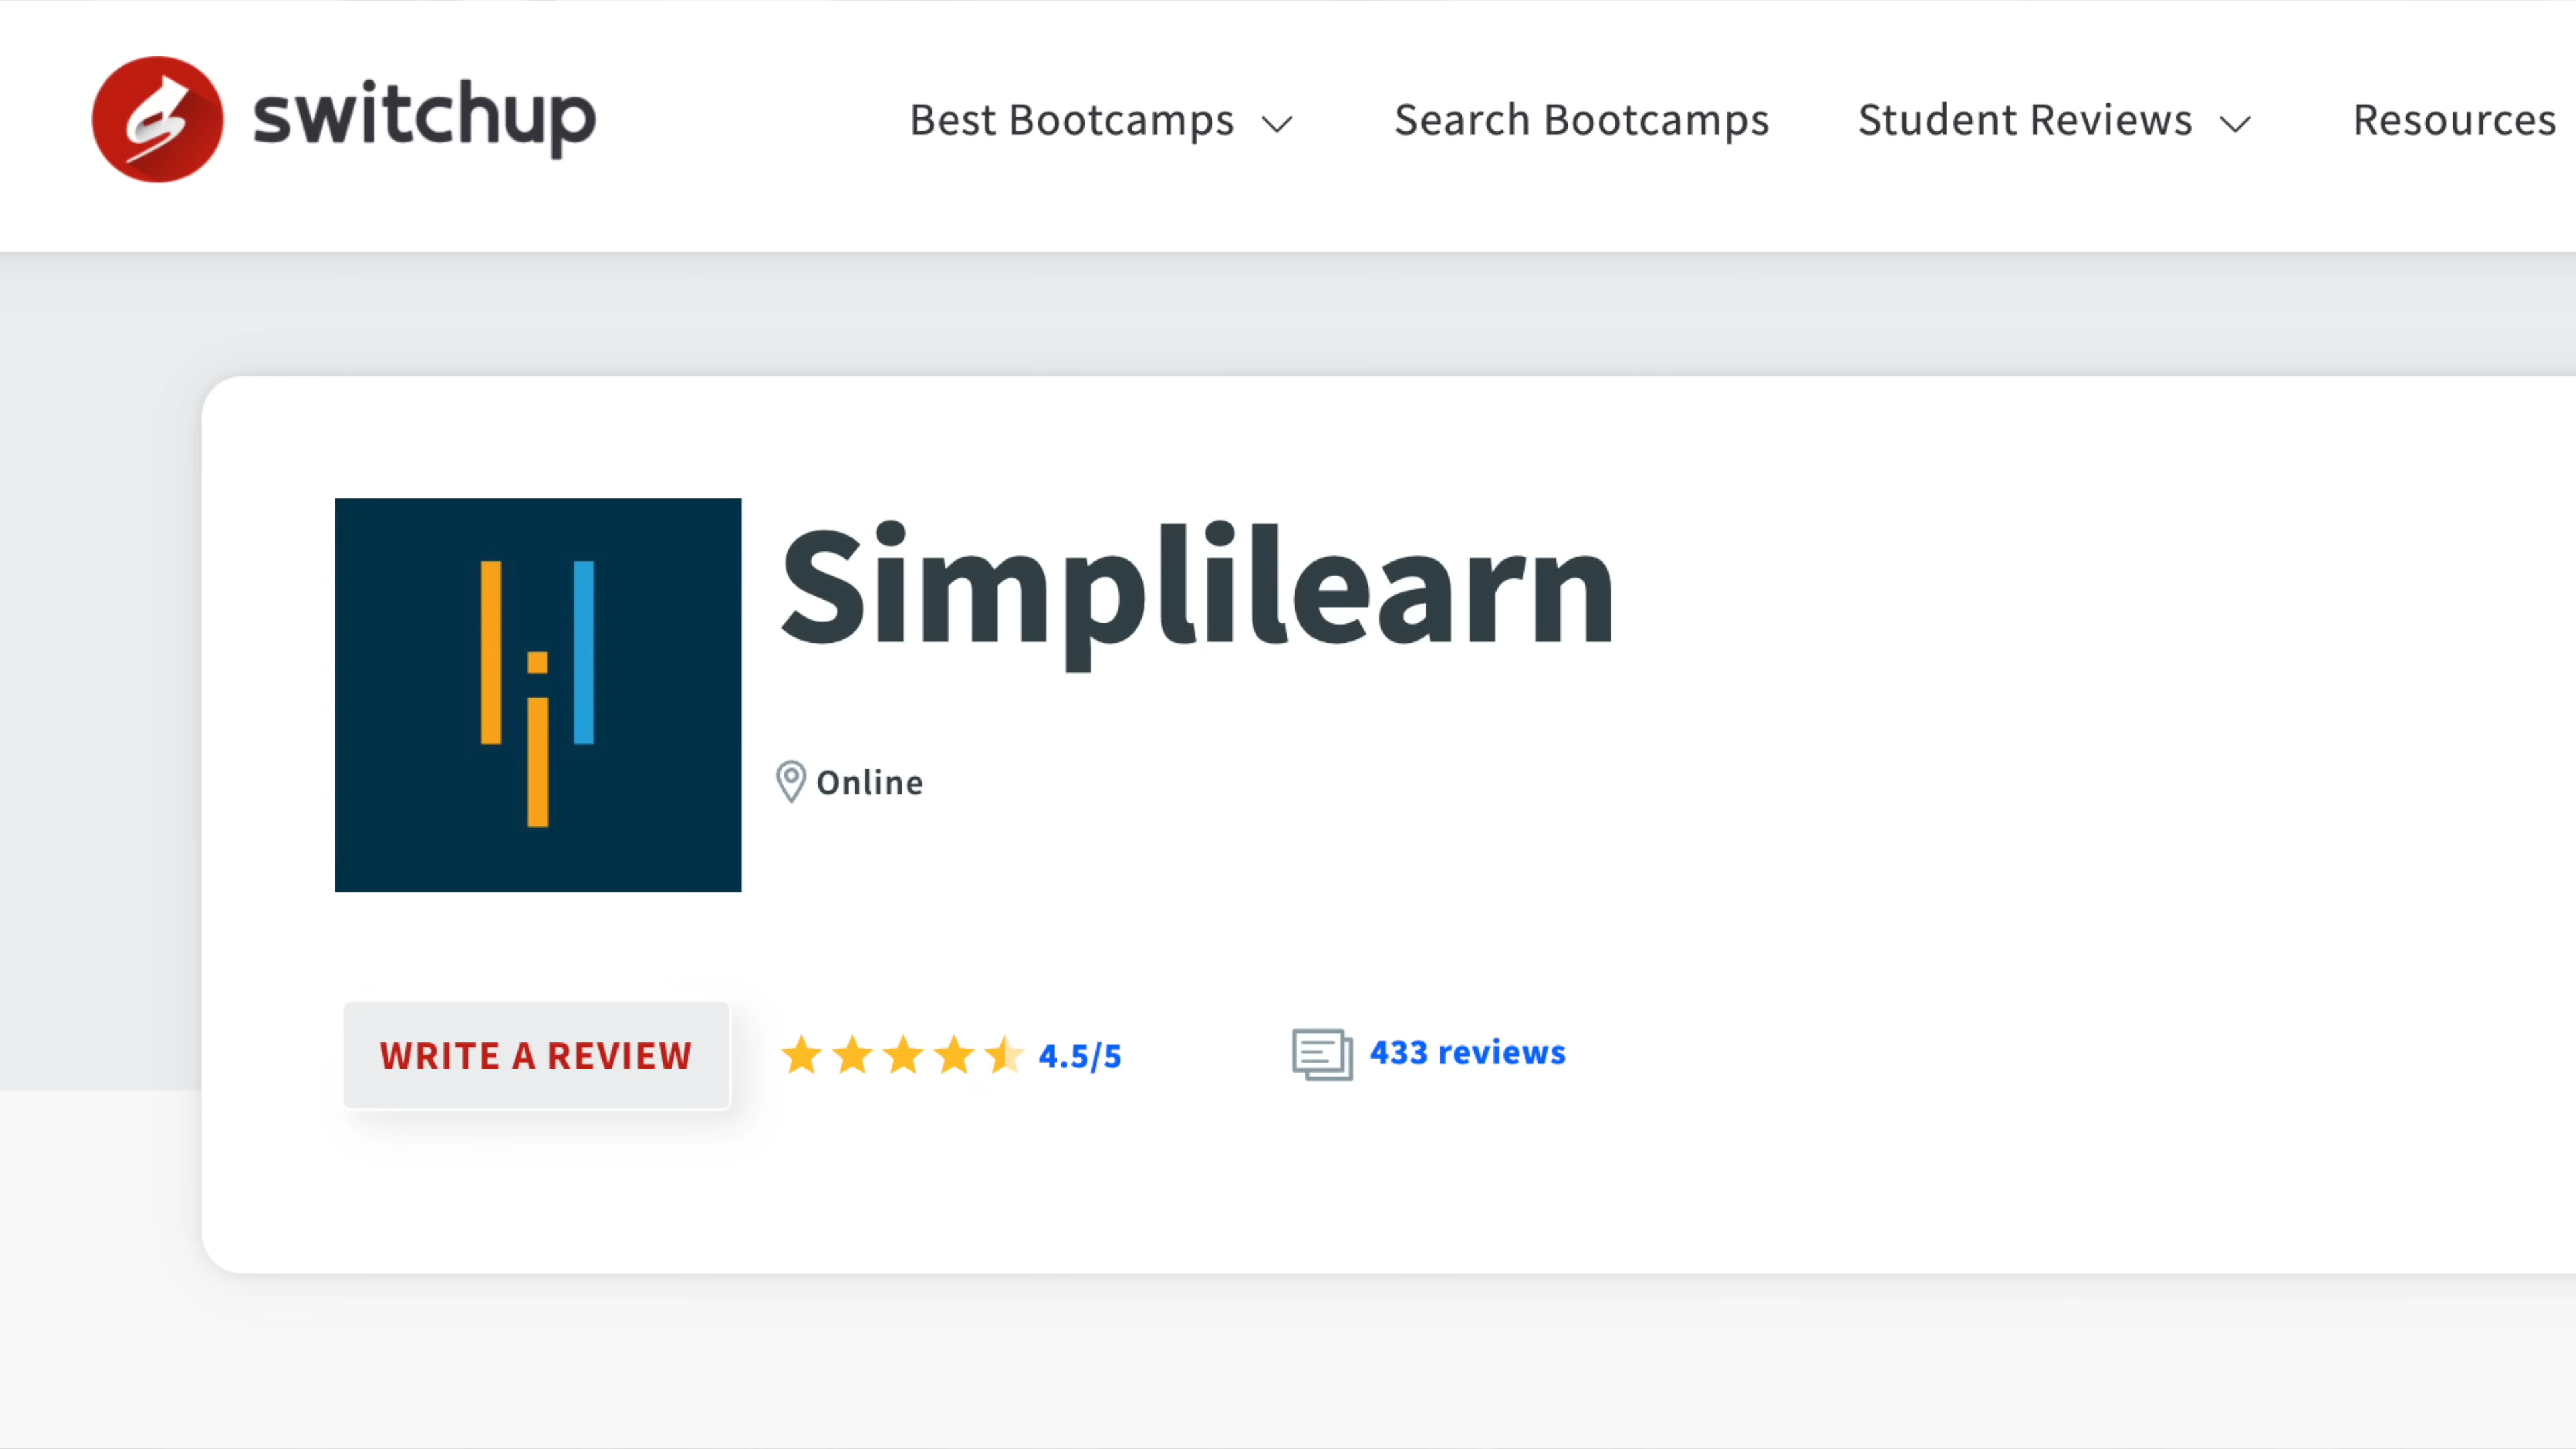 switchup
Best Bootcamps
Search Bootcamps
Student Reviews
Resources
Simplilearn
Online
WRITE A REVIEW
4.5/5
433 reviews